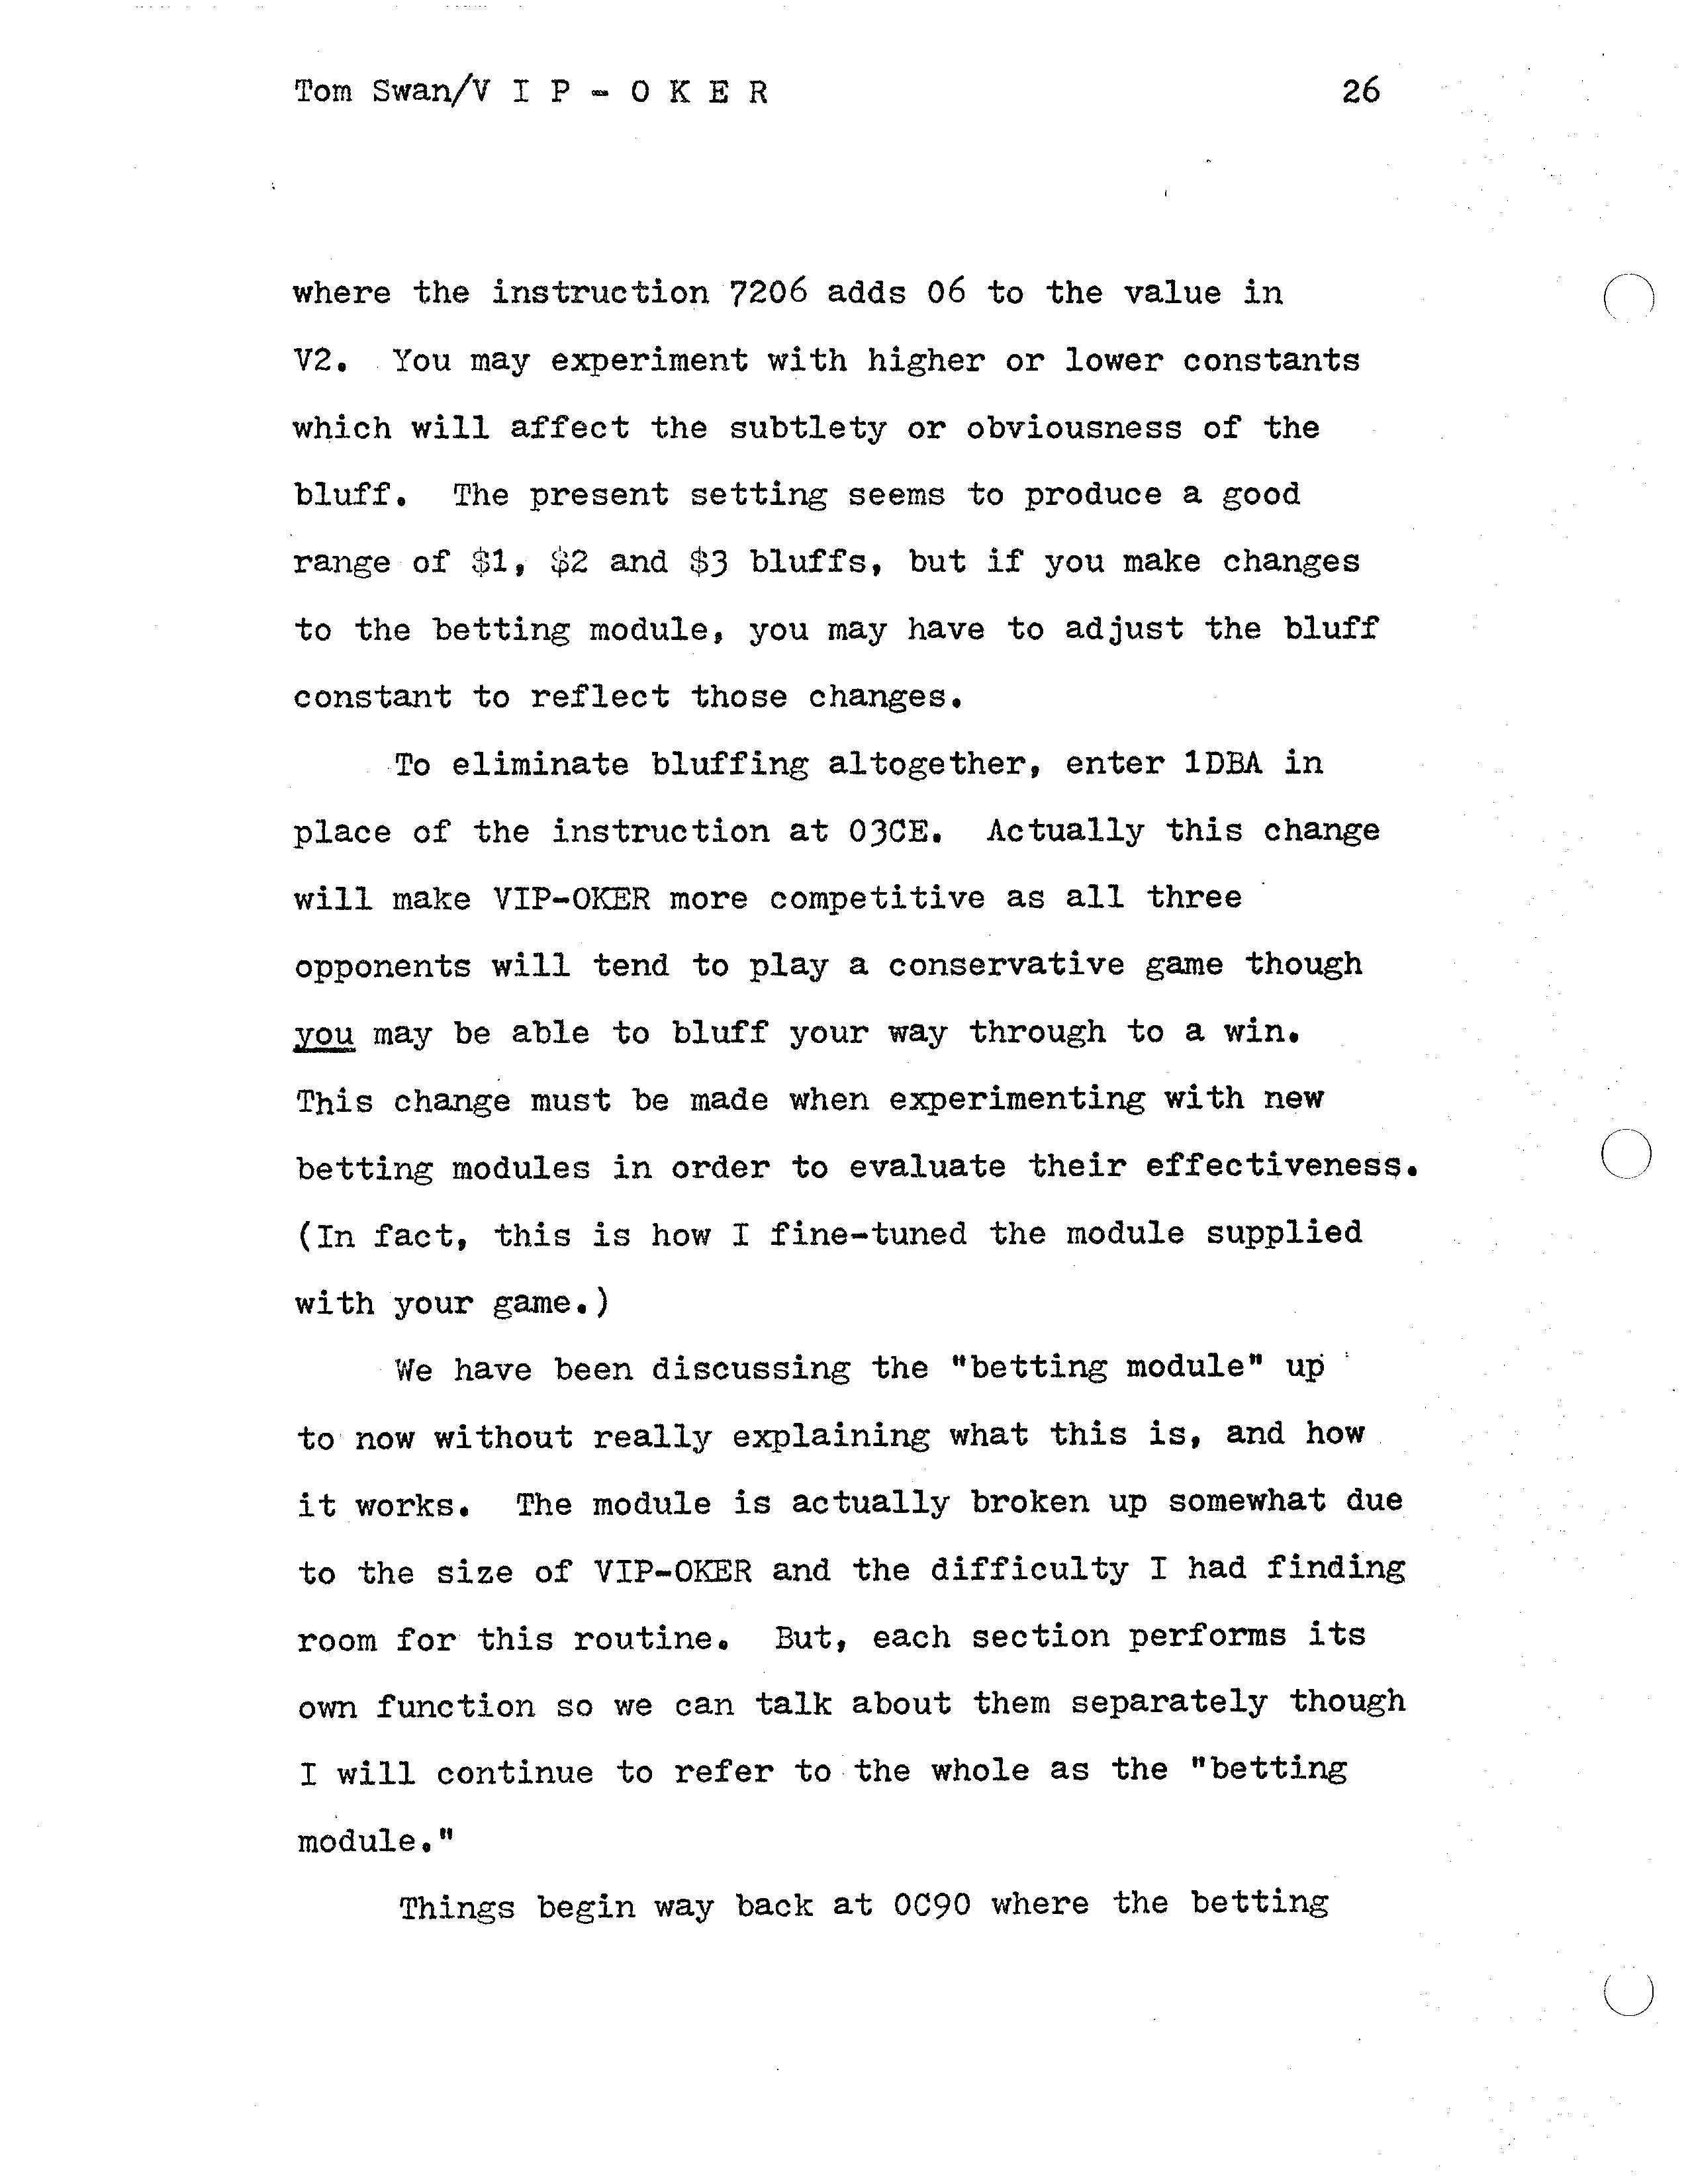 Tom Swan/V I P - O K E R 26
where the instruction 7206 adds 06 to the value in
V2.  You may experiment with higher or lower constants
which will affect the subtlety or obviousness of the
bluff.  The present setting seems to produce a good
range of $1, $2 and $3 bluffs, but if you make changes
to the betting module, you may have to adjust the bluff
constant to reflect those changes.
To eliminate bluffing altogether, enter 1DBA in
place of the instruction at 03CE.  Actually this change
will make VIP-OKER more competitive as all three
opponents will tend to play a conservative game though
you may be able to bluff your way through to a win.
This change must be made when experimenting with new
betting modules in order to evaluate their effectiveness.
(In fact, this is how I fine-tuned the module supplied
with your game.)
We have been discussing the "betting module" up
to now without really explaining what this is, and how
it works.  The module is actually broken up somewhat due
to the size of VIP-OKER and the difficulty I had finding
room for this routine.  But, each section performs its
own function so we can talk about them separately though
I will continue to refer to the whole as the "betting
module."
Things begin way back at 0C90 where the betting